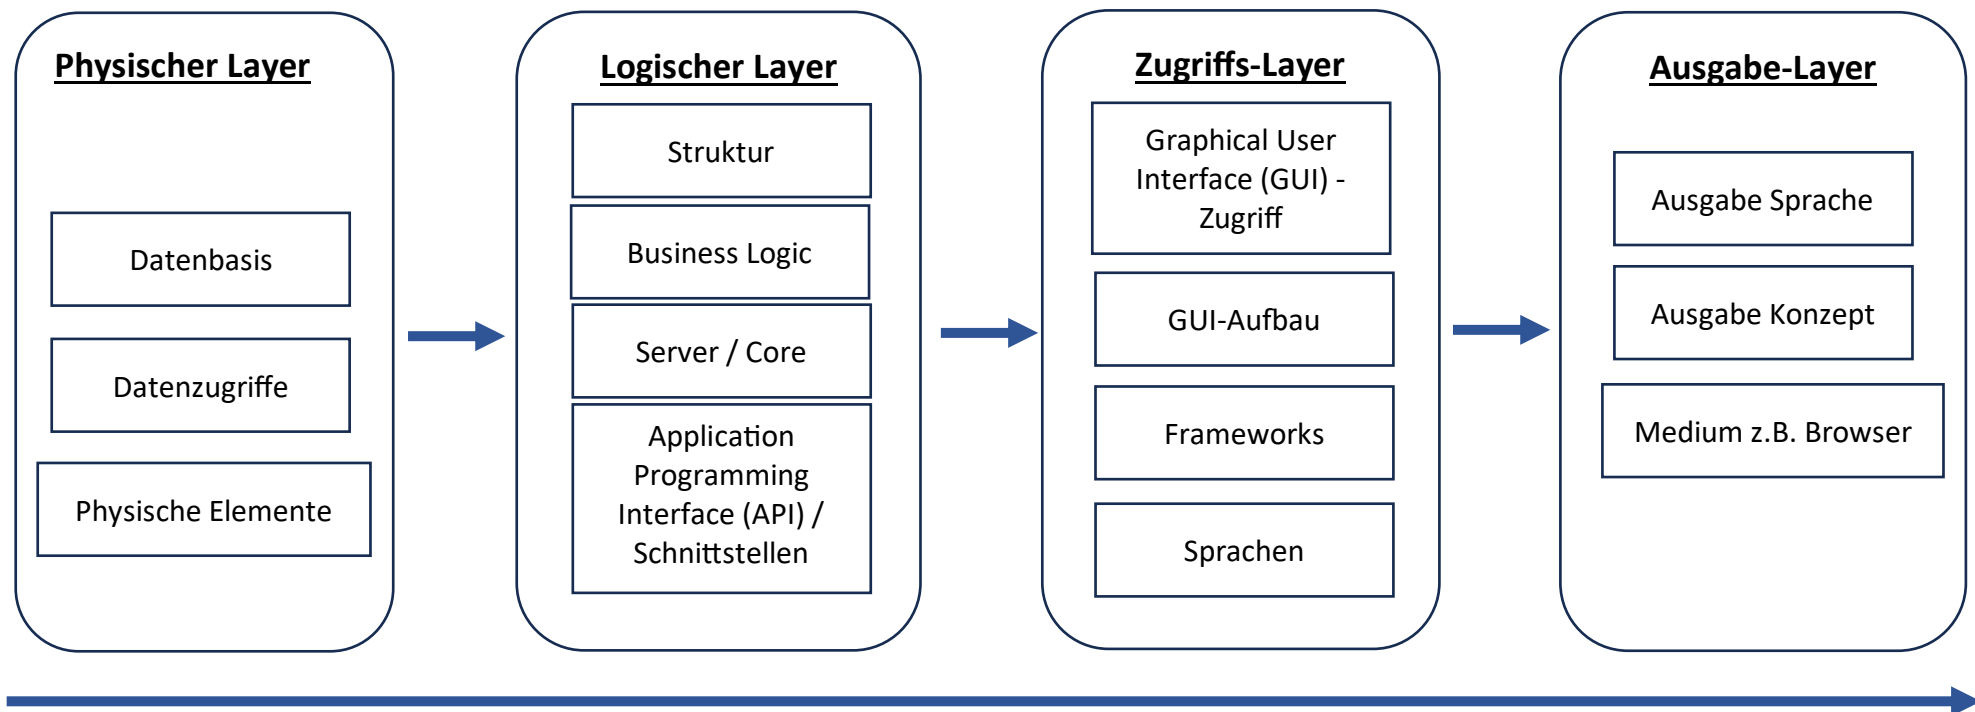 Physischer Layer
Datenbasis
Datenzugriffe
Physische Elemente
Logischer Layer
Struktur
Business Logic
Server / Core
Application
Programming
Interface (API) /
Schnittstellen
Zugriffs-Layer
Graphical User
Interface (GUI) -
Zugriff
GUI-Aufbau
Frameworks
Sprachen
Ausgabe-Layer
Ausgabe Sprache
Ausgabe Konzept
Medium z.B. Browser